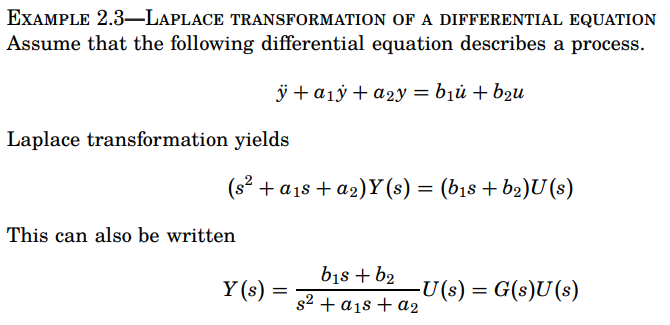 EXAMPLE 2.3—LAPLACE TRANSFORMATION OF A DIFFERENTIAL EQUATION
Assume that the following differential equation describes a process.
ÿ + a₁ẏ + a₂y = b₁u̇ + b₂u
Laplace transformation yields
(s² + a₁s + a₂)Y(s) = (b₁s + b₂)U(s)
This can also be written
Y(s) = (b₁s + b₂)/(s² + a₁s + a₂) U(s) = G(s)U(s)